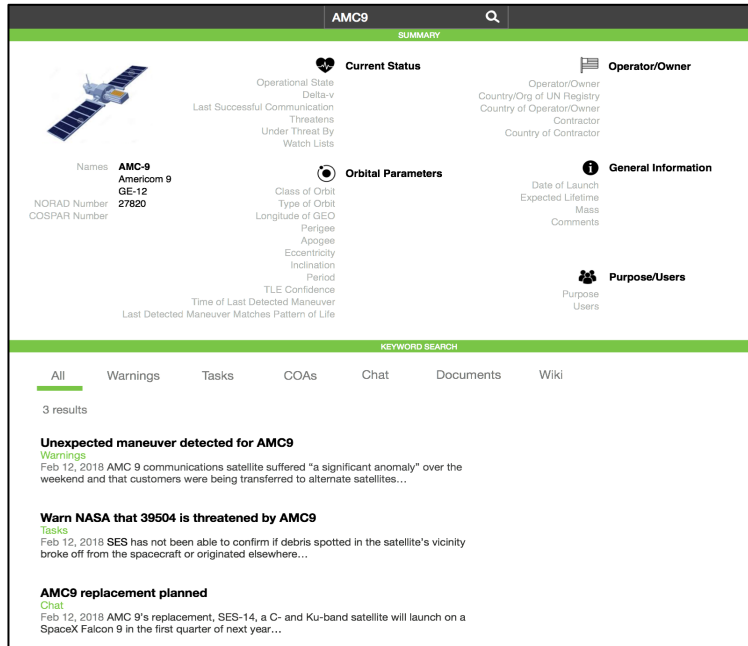 AMC9
SUMMARY
Current Status
Operational State
Delta-v
Last Successful Communication
Threatens
Under Threat By
Watch Lists
Operator/Owner
Operator/Owner
Country/Org of UN Registry
Country of Operator/Owner
Contractor
Country of Contractor
Names AMC-9
Americom 9
GE-12
NORAD Number 27820
COSPAR Number
Orbital Parameters
Class of Orbit
Type of Orbit
Longitude of GEO
Perigee
Apogee
Eccentricity
Inclination
Period
TLE Confidence
Time of Last Detected Maneuver
Last Detected Maneuver Matches Pattern of Life
General Information
Date of Launch
Expected Lifetime
Mass
Comments
Purpose/Users
Purpose
Users
KEYWORD SEARCH
All Warnings Tasks COAs Chat Documents Wiki
3 results
Unexpected maneuver detected for AMC9
Warnings
Feb 12, 2018 AMC 9 communications satellite suffered “a significant anomaly” over the
weekend and that customers were being transferred to alternate satellites…
Warn NASA that 39504 is threatened by AMC9
Tasks
Feb 12, 2018 SES has not been able to confirm if debris spotted in the satellite’s vicinity
broke off from the spacecraft or originated elsewhere…
AMC9 replacement planned
Chat
Feb 12, 2018 AMC 9’s replacement, SES-14, a C- and Ku-band satellite will launch on a
SpaceX Falcon 9 in the first quarter of next year…